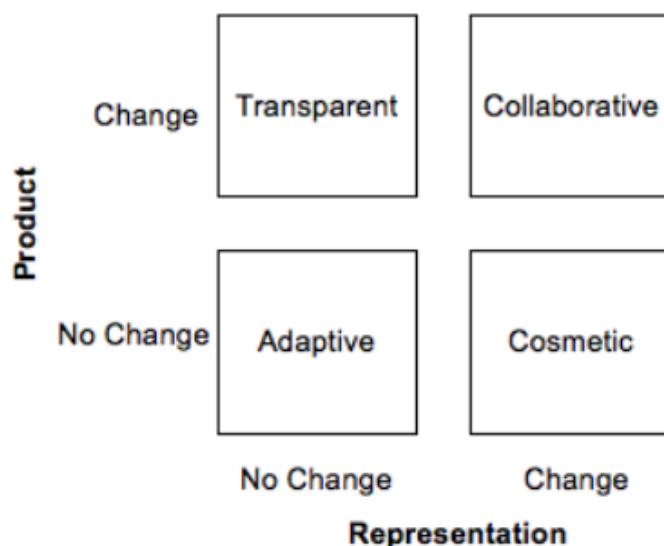 Transparent
Collaborative
Change
Product
No Change
Adaptive
Cosmetic
No Change
Change
Representation